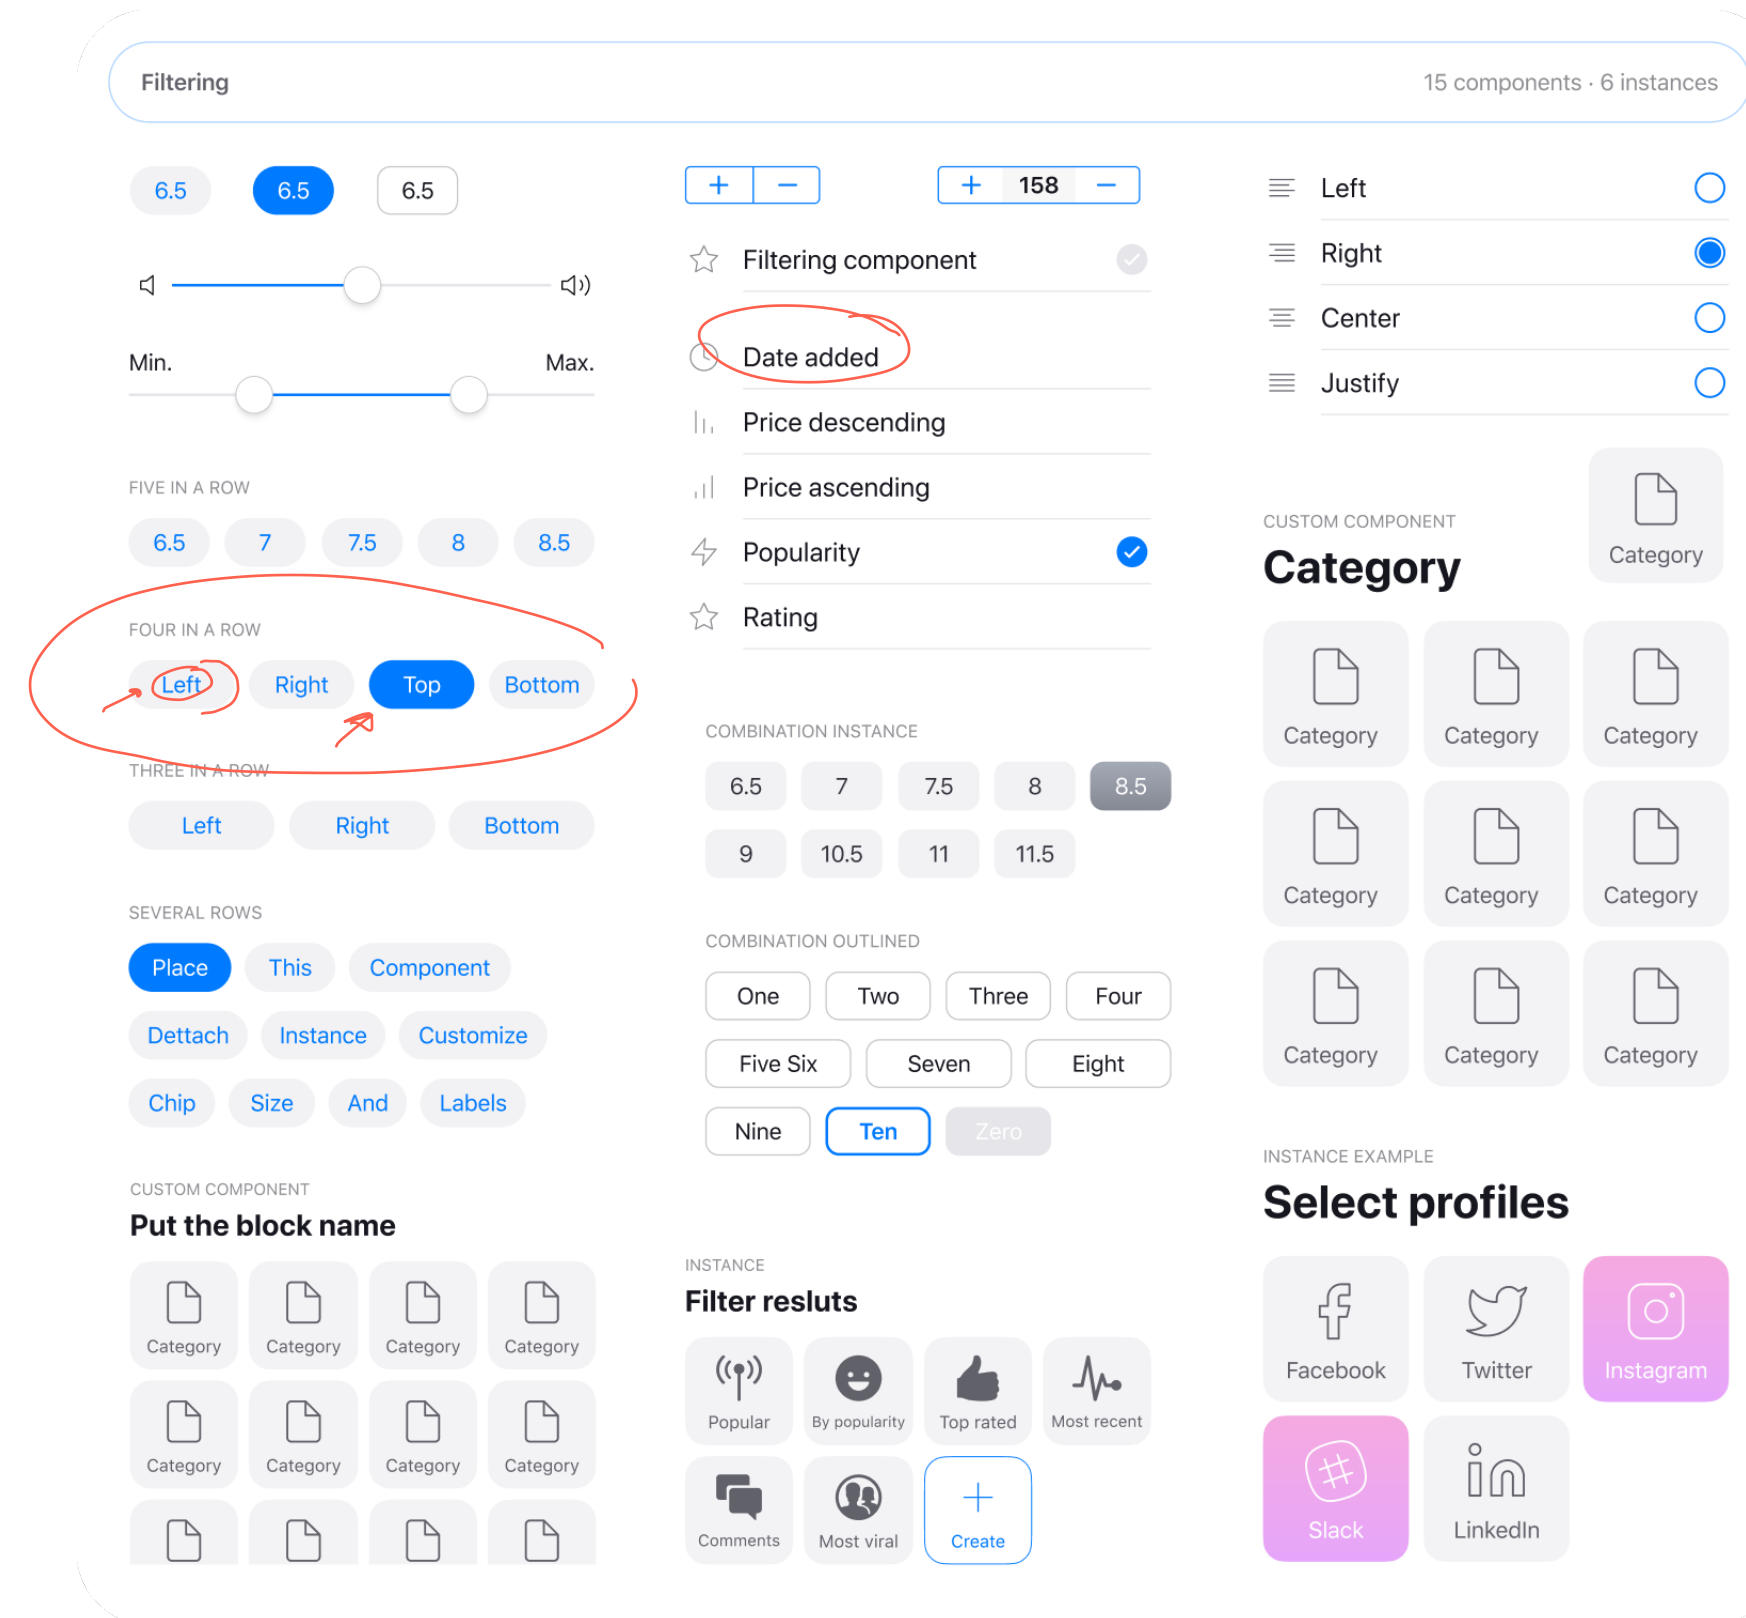 Filtering
15 components · 6 instances
6.5 6.5 6.5
Min. Max.
FIVE IN A ROW
6.5 7 7.5 8 8.5
FOUR IN A ROW
Left Right Top Bottom
THREE IN A ROW
Left Right Bottom
SEVERAL ROWS
Place This Component
Dettach Instance Customize
Chip Size And Labels
CUSTOM COMPONENT
Put the block name
Category Category Category Category
Category Category Category Category
158
Filtering component
Date added
Price descending
Price ascending
Popularity
Rating
COMBINATION INSTANCE
6.5 7 7.5 8 8.5
9 10.5 11 11.5
COMBINATION OUTLINED
One Two Three Four
Five Six Seven Eight
Nine Ten Zero
INSTANCE
Filter resluts
Popular By popularity Top rated Most recent
Comments Most viral Create
Left
Right
Center
Justify
Category
CUSTOM COMPONENT
Category
Category Category Category
Category Category Category
Category Category Category
INSTANCE EXAMPLE
Select profiles
Facebook Twitter Instagram
Slack LinkedIn